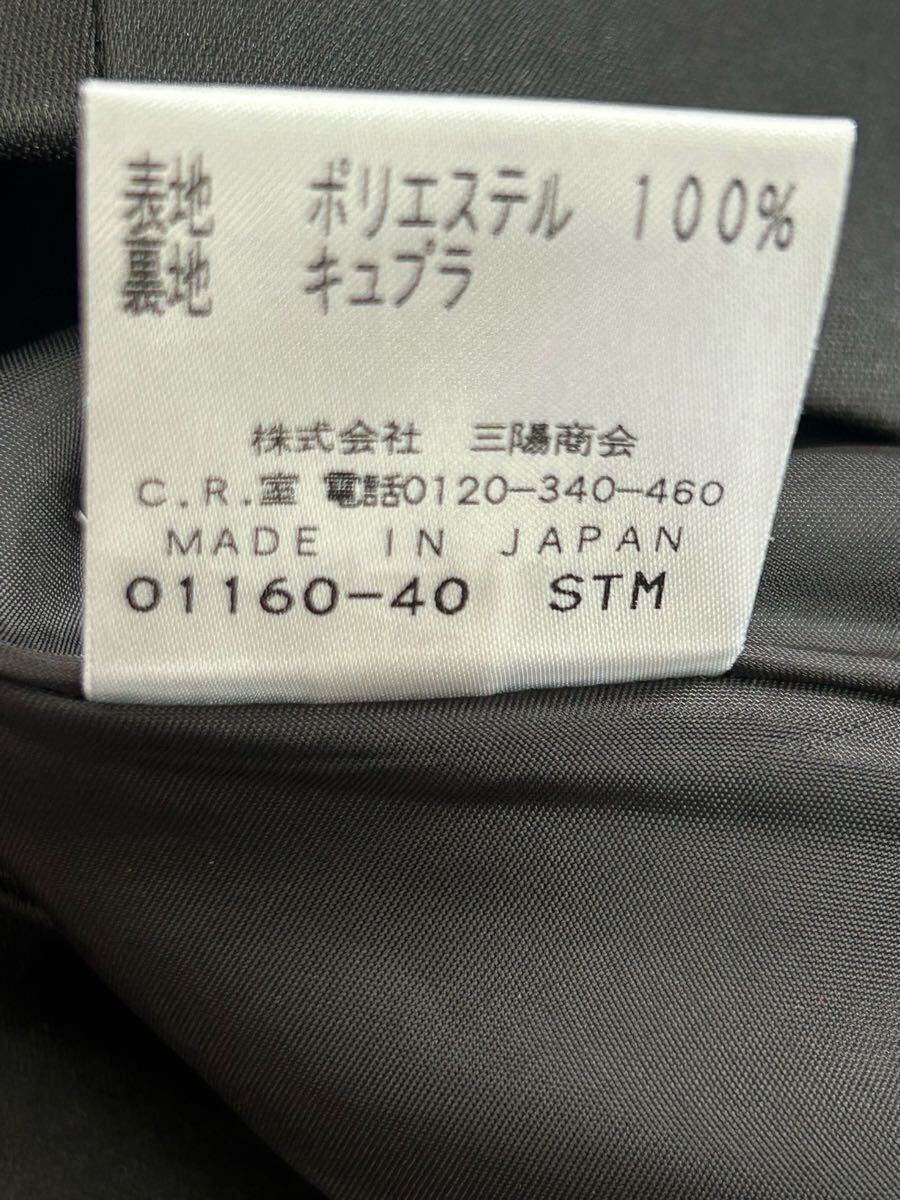 表地 ポリエステル 100%
裏地 キュプラ
株式会社 三陽商会
C.R.室 電話0120-340-460
MADE IN JAPAN
01160-40 STM